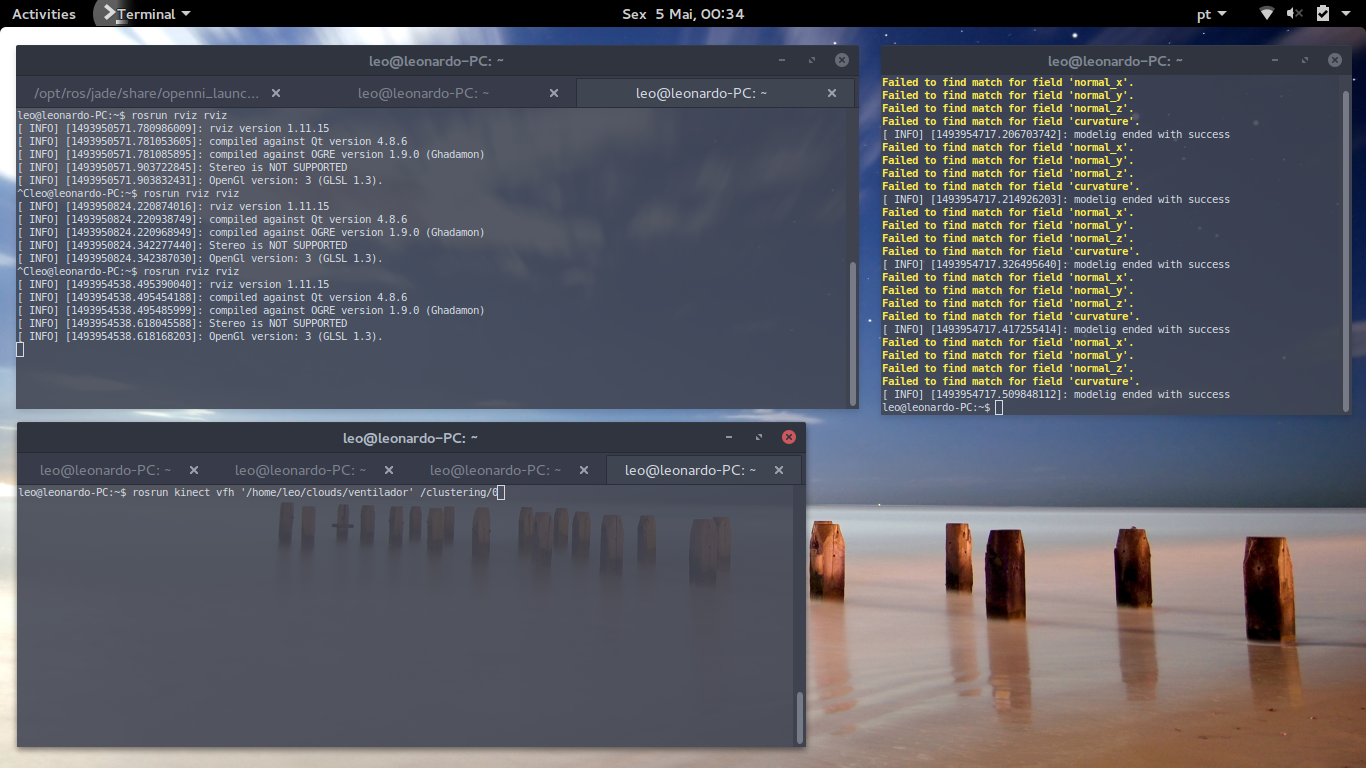 Activities
Terminal
Sex 5 Mai, 00:34
pt
leo@leonardo-PC: ~
/opt/ros/jade/share/openni_launc...
leo@leonardo-PC: ~
leo@leonardo-PC: ~
leo@leonardo-PC:~$ rosrun rviz rviz
[ INFO] [1493950571.780986009]: rviz version 1.11.15
[ INFO] [1493950571.781053605]: compiled against Qt version 4.8.6
[ INFO] [1493950571.781085895]: compiled against OGRE version 1.9.0 (Ghadamon)
[ INFO] [1493950571.903722845]: Stereo is NOT SUPPORTED
[ INFO] [1493950571.903832431]: OpenGl version: 3 (GLSL 1.3).
^Cleo@leonardo-PC:~$ rosrun rviz rviz
[ INFO] [1493950824.220874016]: rviz version 1.11.15
[ INFO] [1493950824.220938749]: compiled against Qt version 4.8.6
[ INFO] [1493950824.220968949]: compiled against OGRE version 1.9.0 (Ghadamon)
[ INFO] [1493950824.342277440]: Stereo is NOT SUPPORTED
[ INFO] [1493950824.342387030]: OpenGl version: 3 (GLSL 1.3).
^Cleo@leonardo-PC:~$ rosrun rviz rviz
[ INFO] [1493954538.495390040]: rviz version 1.11.15
[ INFO] [1493954538.495454188]: compiled against Qt version 4.8.6
[ INFO] [1493954538.495485999]: compiled against OGRE version 1.9.0 (Ghadamon)
[ INFO] [1493954538.618045588]: Stereo is NOT SUPPORTED
[ INFO] [1493954538.618168203]: OpenGl version: 3 (GLSL 1.3).
leo@leonardo-PC: ~
Failed to find match for field 'normal_x'.
Failed to find match for field 'normal_y'.
Failed to find match for field 'normal_z'.
Failed to find match for field 'curvature'.
[ INFO] [1493954717.206703742]: modelig ended with success
Failed to find match for field 'normal_x'.
Failed to find match for field 'normal_y'.
Failed to find match for field 'normal_z'.
Failed to find match for field 'curvature'.
[ INFO] [1493954717.214926203]: modelig ended with success
Failed to find match for field 'normal_x'.
Failed to find match for field 'normal_y'.
Failed to find match for field 'normal_z'.
Failed to find match for field 'curvature'.
[ INFO] [1493954717.326495640]: modelig ended with success
Failed to find match for field 'normal_x'.
Failed to find match for field 'normal_y'.
Failed to find match for field 'normal_z'.
Failed to find match for field 'curvature'.
[ INFO] [1493954717.417255414]: modelig ended with success
Failed to find match for field 'normal_x'.
Failed to find match for field 'normal_y'.
Failed to find match for field 'normal_z'.
Failed to find match for field 'curvature'.
[ INFO] [1493954717.509848112]: modelig ended with success
leo@leonardo-PC:~$
leo@leonardo-PC: ~
leo@leonardo-PC: ~
leo@leonardo-PC: ~
leo@leonardo-PC: ~
leo@leonardo-PC: ~
leo@leonardo-PC:~$ rosrun kinect vfh '/home/leo/clouds/ventilador' /clustering/0